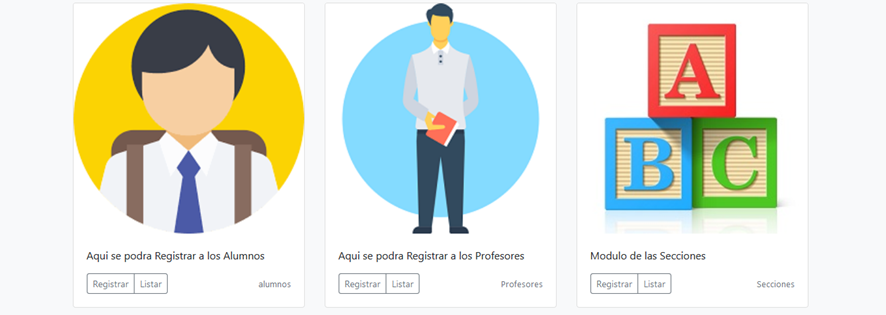 A
B C
Aqui se podra Registrar a los Alumnos
Registrar Listar alumnos
Aqui se podra Registrar a los Profesores
Registrar Listar Profesores
Modulo de las Secciones
Registrar Listar Secciones